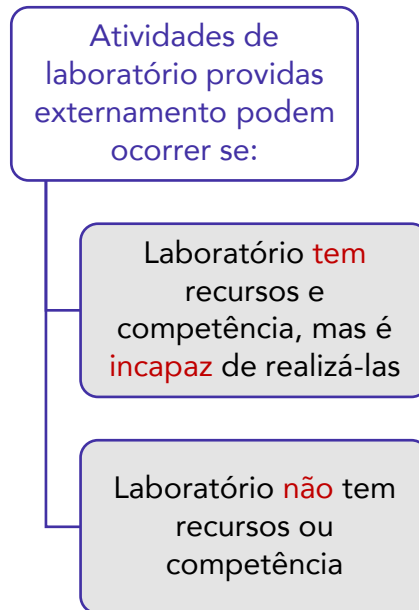 Atividades de
laboratório providas
externamento podem
ocorrer se:
Laboratório tem
recursos e
competência, mas é
incapaz de realizá-las
Laboratório não tem
recursos ou
competência